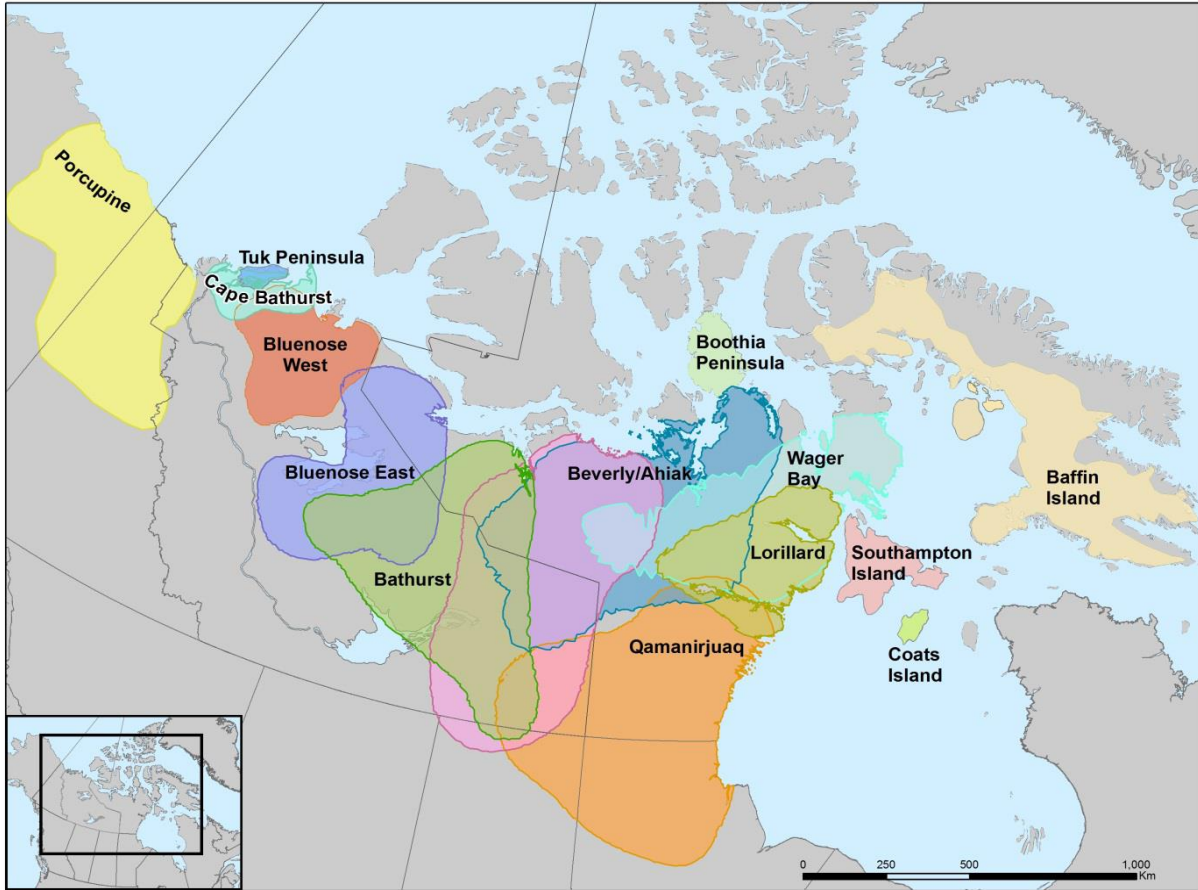 Porcupine
Tuk Peninsula
Cape Bathurst
Bluenose
West
Boothia
Peninsula
Bluenose East
Beverly/Ahiak
Wager
Bay
Baffin
Island
Bathurst
Lorillard
Southampton
Island
Qamanirjuaq
Coats
Island
0 250 500 1,000
Km